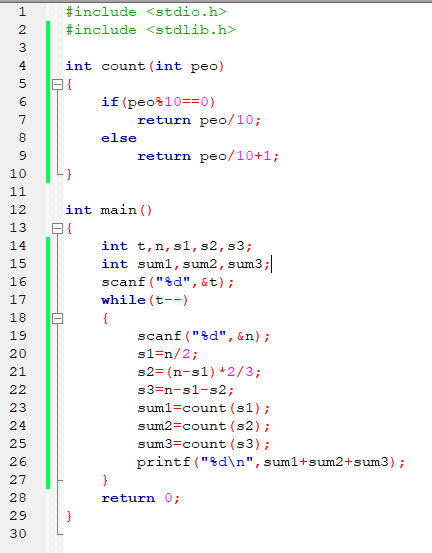 1 #include <stdio.h>
2 #include <stdlib.h>
3
4 int count(int peo)
5 {
6 if(peo%10==0)
7 return peo/10;
8 else
9 return peo/10+1;
10 }
11
12 int main()
13 {
14 int t,n,s1,s2,s3;
15 int sum1,sum2,sum3;
16 scanf("%d",&t);
17 while(t--)
18 {
19 scanf("%d",&n);
20 s1=n/2;
21 s2=(n-s1)*2/3;
22 s3=n-s1-s2;
23 sum1=count(s1);
24 sum2=count(s2);
25 sum3=count(s3);
26 printf("%d\n",sum1+sum2+sum3);
27 }
28 return 0;
29 }
30